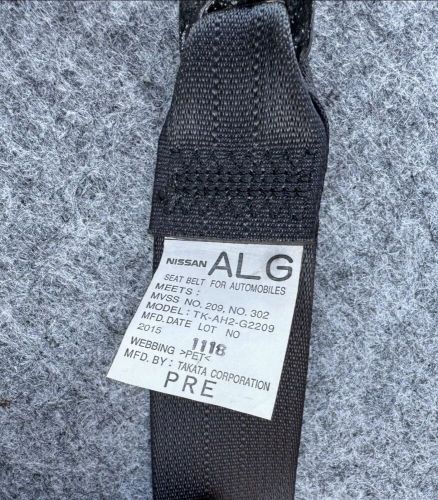 NISSAN ALG
SEAT BELT FOR AUTOMOBILES
MEETS :
MVSS NO. 209, NO. 302
MODEL : TK-AH2-G2209
MFD. DATE LOT NO
2015 1118
WEBBING >PET<
MFD. BY : TAKATA CORPORATION
PRE